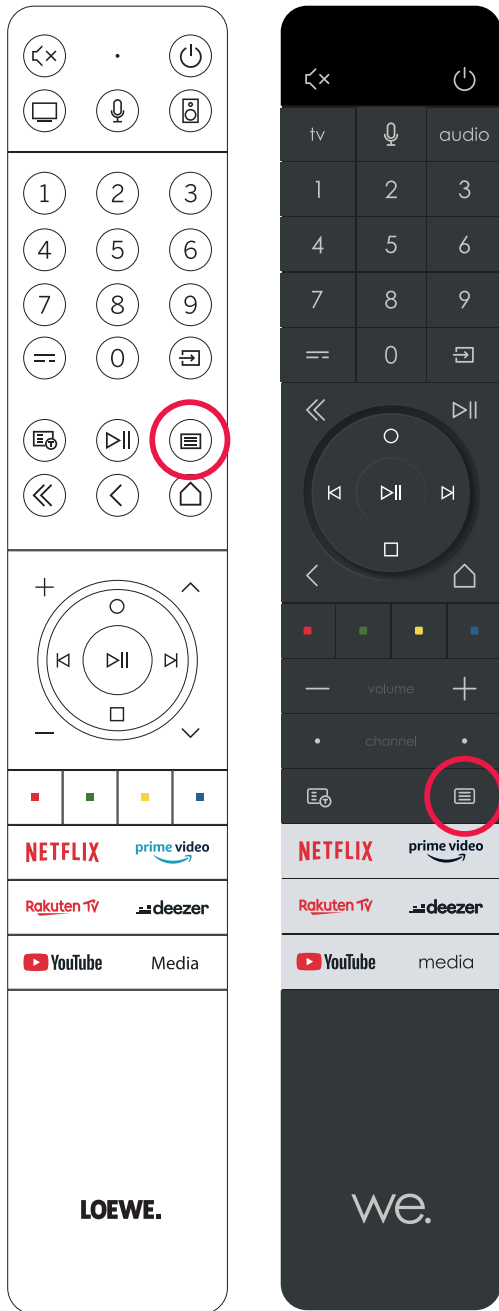 1 2 3
4 5 6
7 8 9
0
T
NETFLIX prime video
Rakuten TV deezer
YouTube Media
LOEWE.
tv audio
1 2 3
4 5 6
7 8 9
0
volume
channel
T
NETFLIX prime video
Rakuten TV deezer
YouTube media
we.